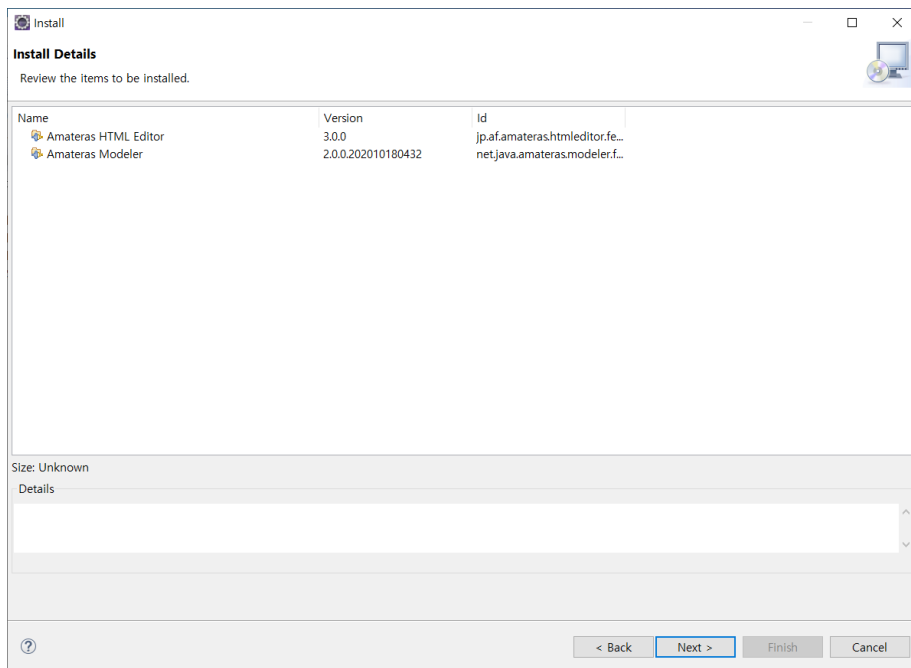 Install
Install Details
Review the items to be installed.
Name Version Id
Amateras HTML Editor 3.0.0 jp.af.amateras.htmleditor.fe...
Amateras Modeler 2.0.0.202010180432 net.java.amateras.modeler.f...
Size: Unknown
Details
< Back Next > Finish Cancel